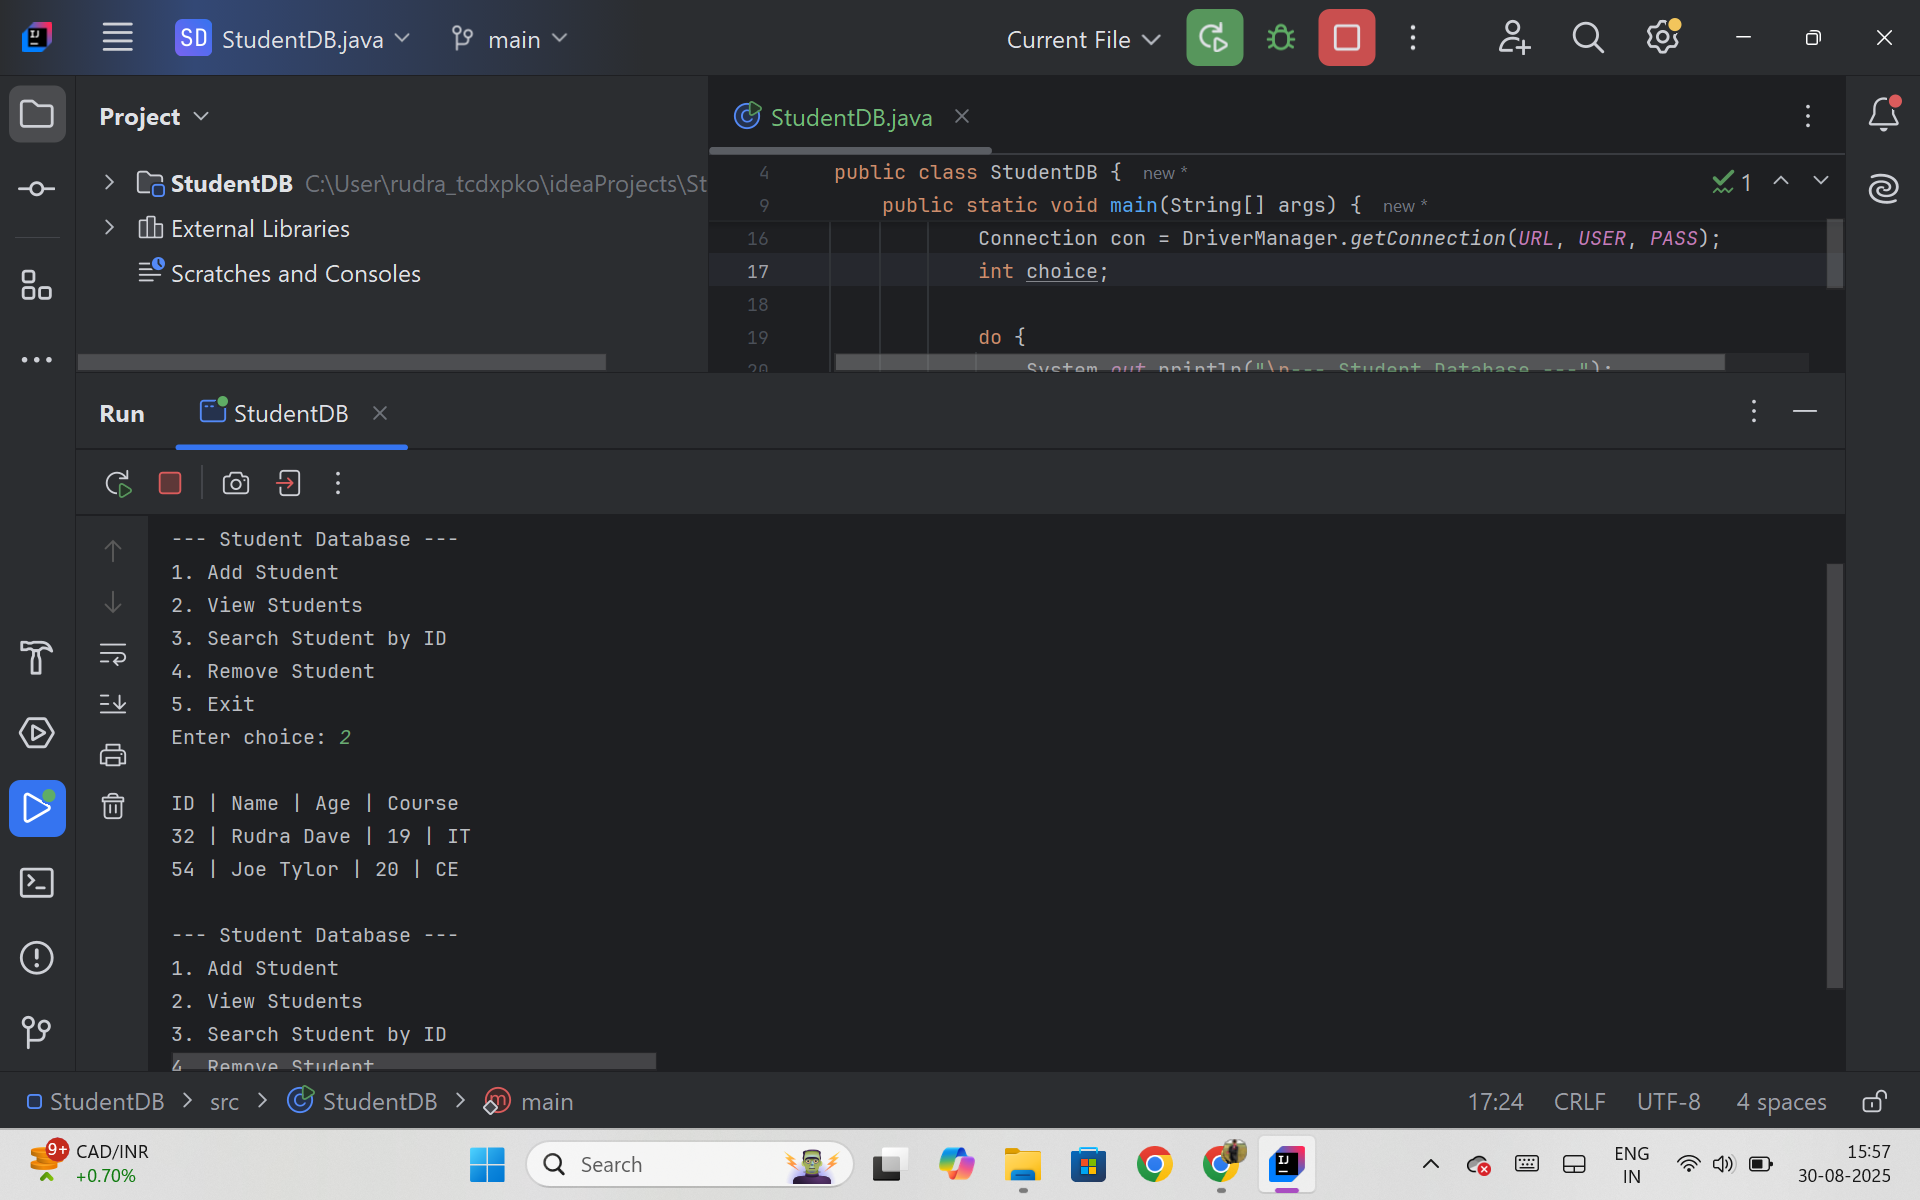 SD StudentDB.java main Current File
Project
StudentDB C:\User\rudra_tcdxpko\ideaProjects\St
External Libraries
Scratches and Consoles
StudentDB.java
4 public class StudentDB { new *
9 public static void main(String[] args) { new *
1
16 Connection con = DriverManager.getConnection(URL, USER, PASS);
17 int choice;
18
19 do {
20 System.out.println("\n--- Student Database ---");
Run StudentDB
--- Student Database ---
1. Add Student
2. View Students
3. Search Student by ID
4. Remove Student
5. Exit
Enter choice: 2
ID | Name | Age | Course
32 | Rudra Dave | 19 | IT
54 | Joe Tylor | 20 | CE
--- Student Database ---
1. Add Student
2. View Students
3. Search Student by ID
4. Remove Student
StudentDB > src > StudentDB > main
17:24 CRLF UTF-8 4 spaces
9+ CAD/INR
+0.70%
Search
ENG
IN
15:57
30-08-2025